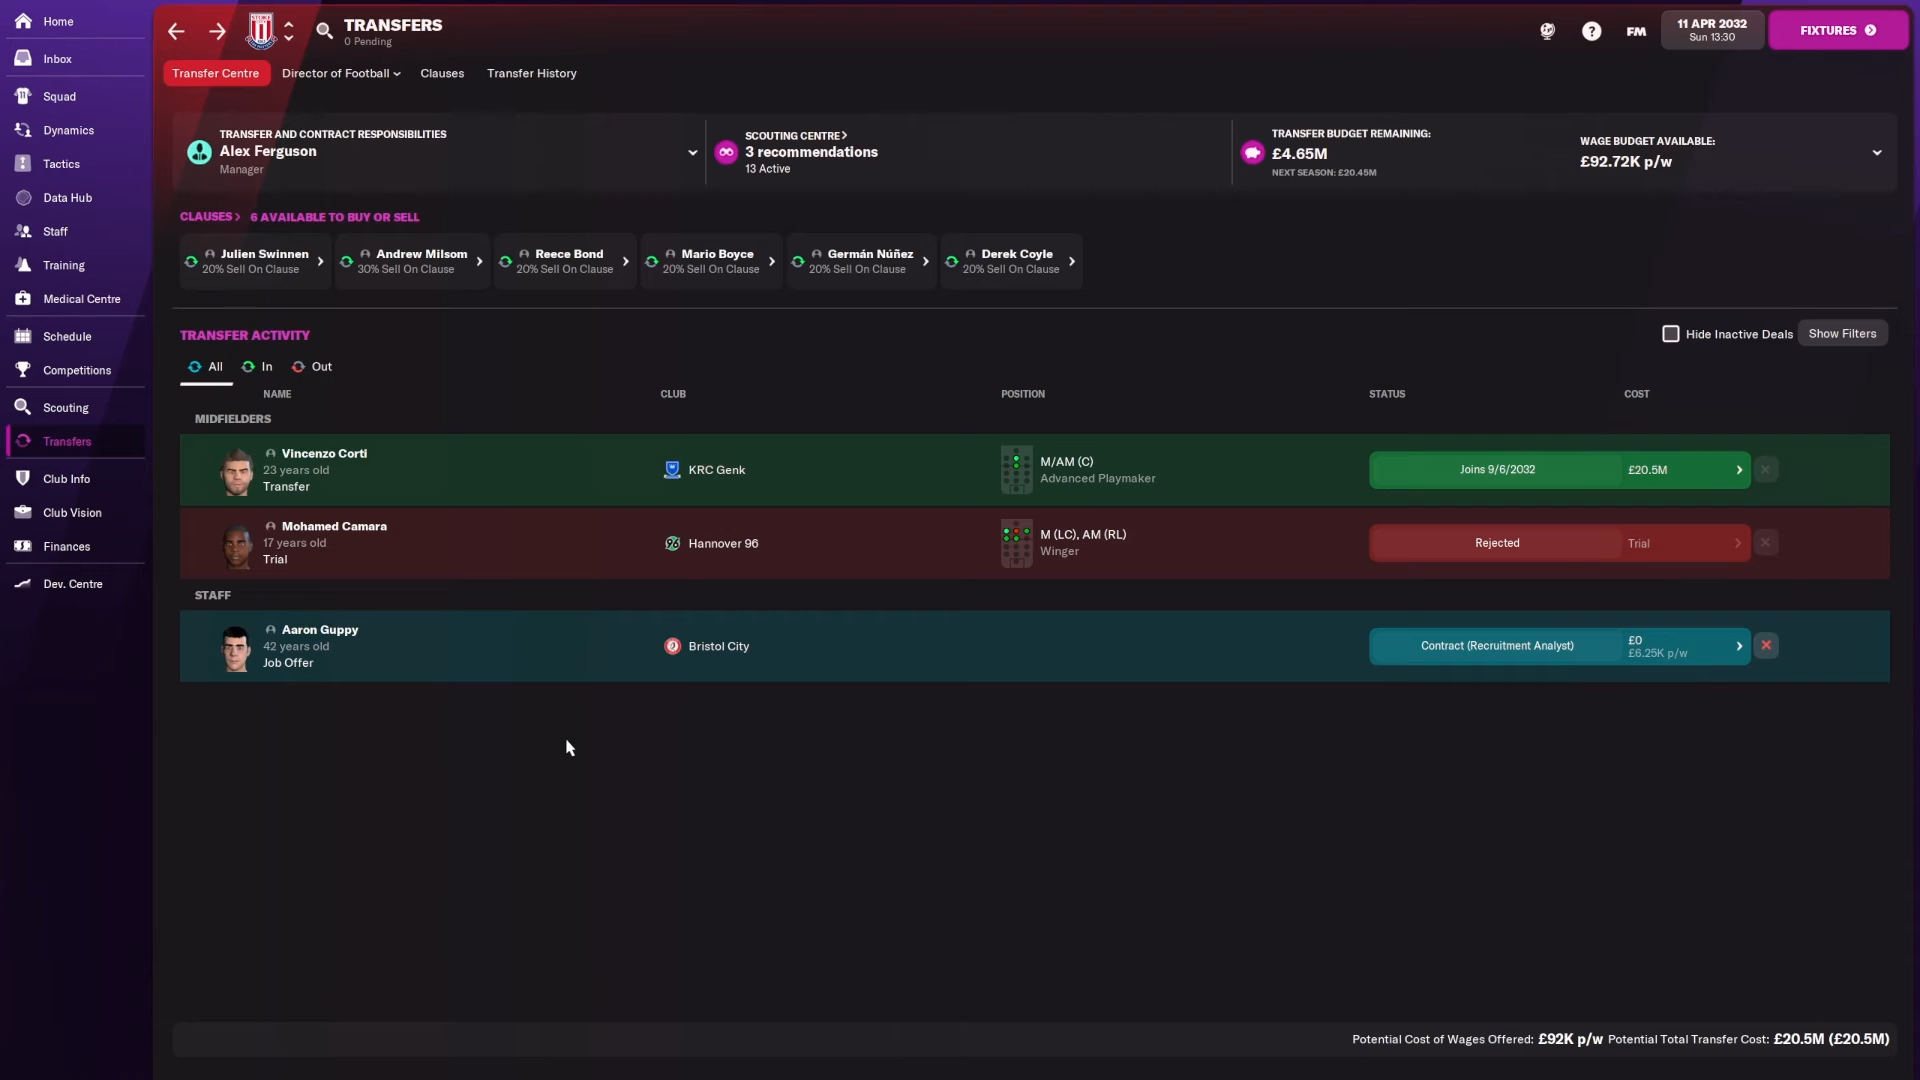 Home
Inbox
Squad
Dynamics
Tactics
Data Hub
Staff
Training
Medical Centre
Schedule
Competitions
Scouting
Transfers
Club Info
Club Vision
Finances
Dev. Centre
TRANSFERS
0 Pending
FM
11 APR 2032
Sun 13:30
FIXTURES
Transfer Centre
Director of Football
Clauses
Transfer History
TRANSFER AND CONTRACT RESPONSIBILITIES
Alex Ferguson
Manager
SCOUTING CENTRE>
3 recommendations
13 Active
TRANSFER BUDGET REMAINING:
£4.65M
NEXT SEASON: £20.45M
WAGE BUDGET AVAILABLE:
£92.72K p/w
CLAUSES> 6 AVAILABLE TO BUY OR SELL
Julien Swinnen
20% Sell On Clause
Andrew Milsom
30% Sell On Clause
Reece Bond
20% Sell On Clause
Mario Boyce
20% Sell On Clause
Germán Núñez
20% Sell On Clause
Derek Coyle
20% Sell On Clause
TRANSFER ACTIVITY
Hide Inactive Deals
Show Filters
All
In
Out
NAME CLUB POSITION STATUS COST
MIDFIELDERS
Vincenzo Corti
23 years old
Transfer
KRC Genk
M/AM (C)
Advanced Playmaker
Joins 9/6/2032
£20.5M
Mohamed Camara
17 years old
Trial
Hannover 96
M (LC), AM (RL)
Winger
Rejected
Trial
STAFF
Aaron Guppy
42 years old
Job Offer
Bristol City
Contract (Recruitment Analyst)
£0
£6.25K p/w
Potential Cost of Wages Offered: £92K p/w Potential Total Transfer Cost: £20.5M (£20.5M)